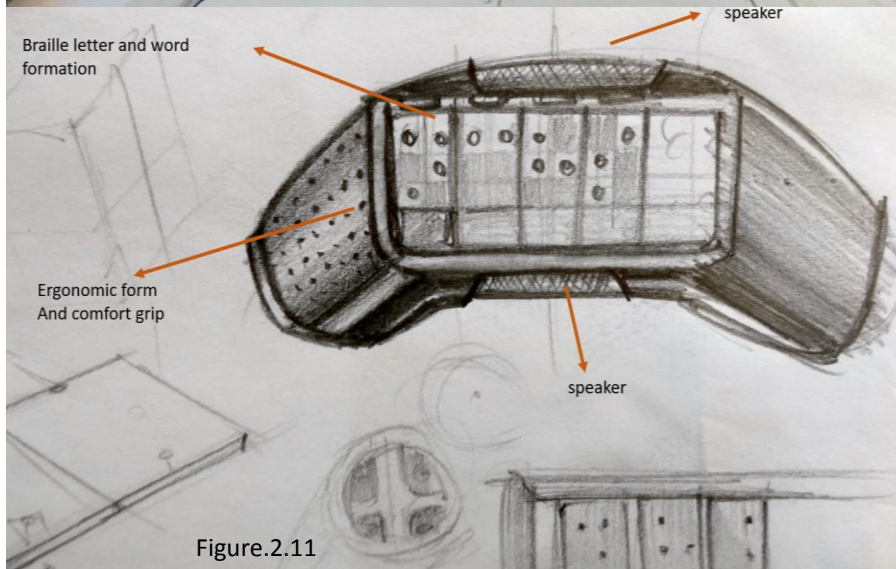 speaker
Braille letter and word
formation
Ergonomic form
And comfort grip
speaker
Figure.2.11